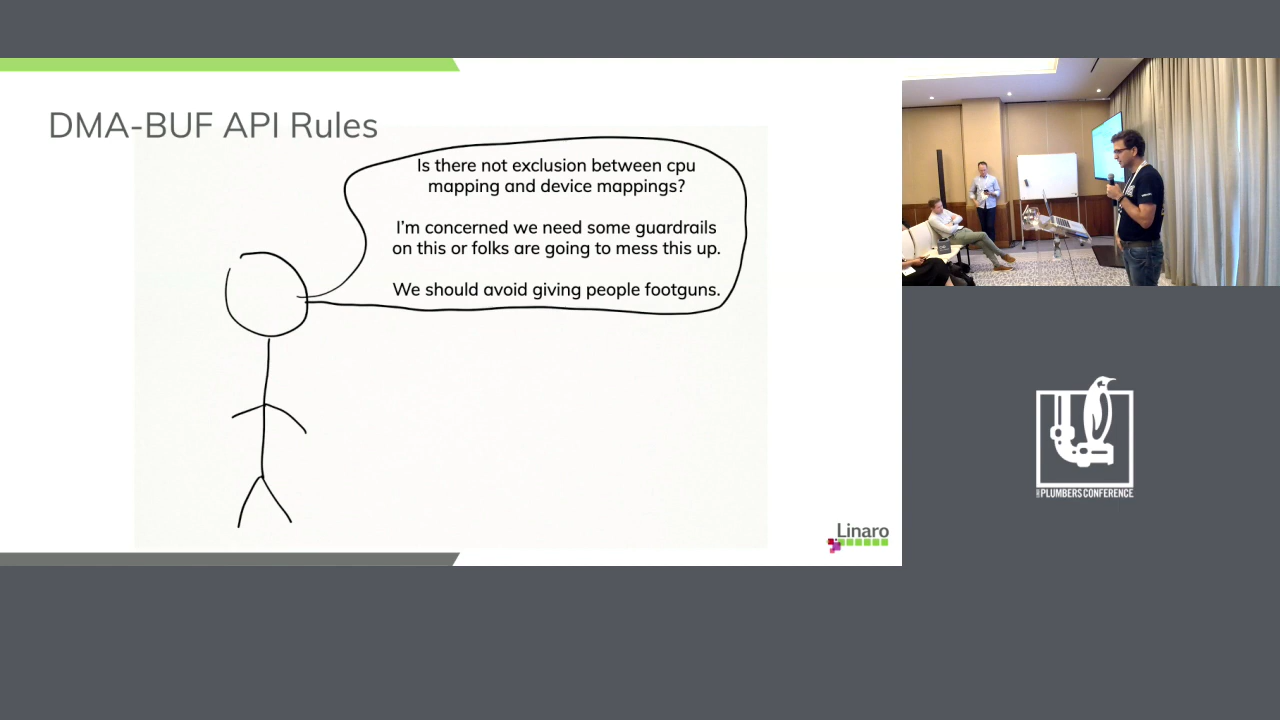 DMA-BUF API Rules
Is there not exclusion between cpu
mapping and device mappings?
I'm concerned we need some guardrails
on this or folks are going to mess this up.
We should avoid giving people footguns.
Linaro
PLUMBERS CONFERENCE